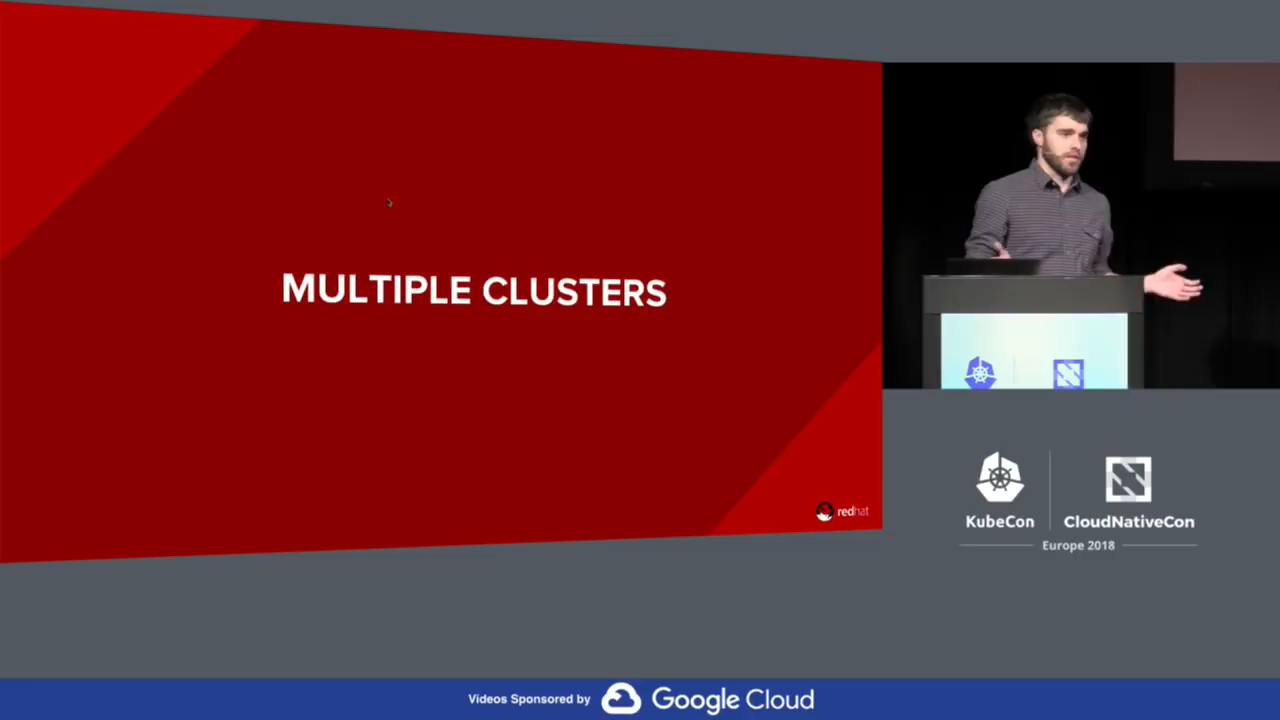 MULTIPLE CLUSTERS
redhat
KubeCon
CloudNativeCon
Europe 2018
Videos Sponsored by
Google Cloud